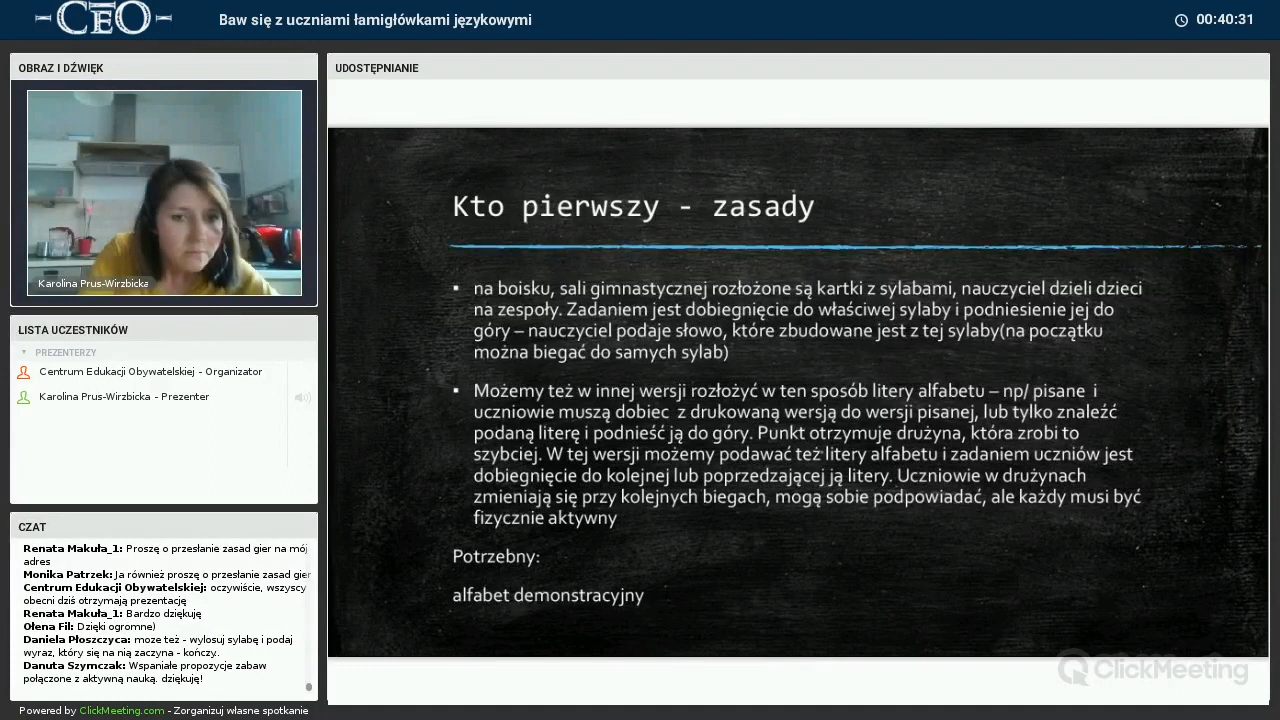 CEO
Baw się z uczniami łamigłówkami językowymi
00:40:31
OBRAZ I DŹWIĘK
Karolina Prus-Wirzbicka
LISTA UCZESTNIKÓW
PREZENTERZY
Centrum Edukacji Obywatelskiej - Organizator
Karolina Prus-Wirzbicka - Prezenter
CZAT
Renata Makuła_1: Proszę o przesłanie zasad gier na mój
adres
Monika Patrzek: Ja również proszę o przesłanie zasad gier
Centrum Edukacji Obywatelskiej: oczywiście, wszyscy
obecni dziś otrzymają prezentację
Renata Makuła_1: Bardzo dziękuję
Ołena Fil: Dzięki ogromne)
Daniela Płoszczyca: moze też - wylosuj sylabę i podaj
wyraz, który się na nią zaczyna - kończy..
Danuta Szymczak: Wspaniałe propozycje zabaw
połączone z aktywną nauką. dziękuję!
Powered by ClickMeeting.com - Zorganizuj własne spotkanie
UDOSTĘPNIANIE
Kto pierwszy - zasady
▪ na boisku, sali gimnastycznej rozłożone są kartki z sylabami, nauczyciel dzieli dzieci
na zespoły. Zadaniem jest dobiegnięcie do właściwej sylaby i podniesienie jej do
góry – nauczyciel podaje słowo, które zbudowane jest z tej sylaby(na początku
można biegać do samych sylab)
▪ Możemy też w innej wersji rozłożyć w ten sposób litery alfabetu – np/ pisane i
uczniowie muszą dobiec z drukowaną wersją do wersji pisanej, lub tylko znaleźć
podaną literę i podnieść ją do góry. Punkt otrzymuje drużyna, która zrobi to
szybciej. W tej wersji możemy podawać też litery alfabetu i zadaniem uczniów jest
dobiegnięcie do kolejnej lub poprzedzającej ją litery. Uczniowie w drużynach
zmieniają się przy kolejnych biegach, mogą sobie podpowiadać, ale każdy musi być
fizycznie aktywny
Potrzebny:
alfabet demonstracyjny
ClickMeeting